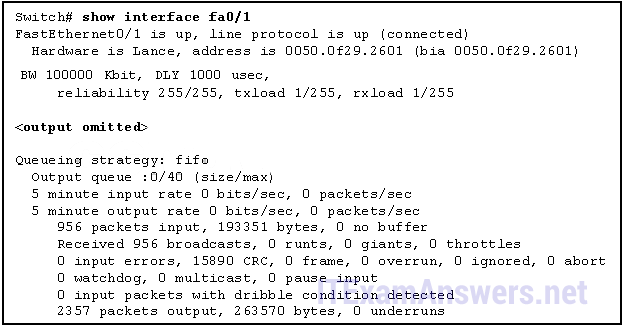 Switch# show interface fa0/1
FastEthernet0/1 is up, line protocol is up (connected)
Hardware is Lance, address is 0050.0f29.2601 (bia 0050.0f29.2601)
BW 100000 Kbit, DLY 1000 usec,
reliability 255/255, txload 1/255, rxload 1/255
<output omitted>
Queueing strategy: fifo
Output queue :0/40 (size/max)
5 minute input rate 0 bits/sec, 0 packets/sec
5 minute output rate 0 bits/sec, 0 packets/sec
956 packets input, 193351 bytes, 0 no buffer
Received 956 broadcasts, 0 runts, 0 giants, 0 throttles
0 input errors, 15890 CRC, 0 frame, 0 overrun, 0 ignored, 0 abort
0 watchdog, 0 multicast, 0 pause input
0 input packets with dribble condition detected
2357 packets output, 263570 bytes, 0 underruns
ITExamAnswers.net